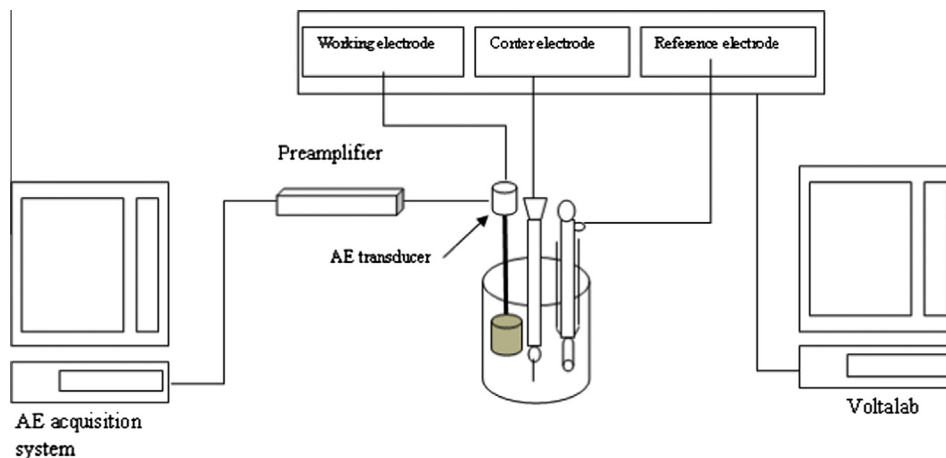 Working electrode
Conter electrode
Reference electrode
Preamplifier
AE transducer
AE acquisition
system
Voltalab